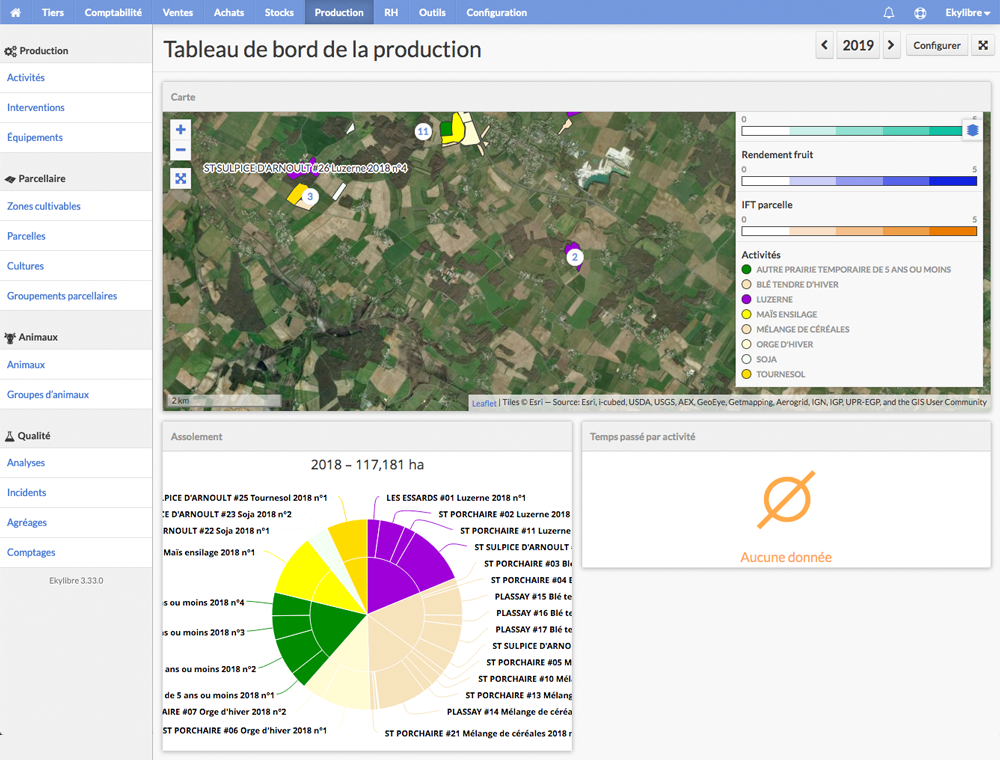 Tiers Comptabilité Ventes Achats Stocks Production RH Outils Configuration Ekylibre
Production
Activités
Interventions
Équipements
Parcellaire
Zones cultivables
Parcelles
Cultures
Groupements parcellaires
Animaux
Animaux
Groupes d'animaux
Qualité
Analyses
Incidents
Agréages
Comptages
Ekylibre 3.33.0
Tableau de bord de la production
2019
Configurer
Carte
+
−
11
ST SULPICE D'ARNOULT #26 Luzerne 2018 n°4
3
2
2 km
0 5
Rendement fruit
0 5
IFT parcelle
0 5
Activités
AUTRE PRAIRIE TEMPORAIRE DE 5 ANS OU MOINS
BLÉ TENDRE D'HIVER
LUZERNE
MAÏS ENSILAGE
MÉLANGE DE CÉRÉALES
ORGE D'HIVER
SOJA
TOURNESOL
Leaflet | Tiles © Esri — Source: Esri, i-cubed, USDA, USGS, AEX, GeoEye, Getmapping, Aerogrid, IGN, IGP, UPR-EGP, and the GIS User Community
Assolement
2018 – 117,181 ha
.PICE D'ARNOULT #25 Tournesol 2018 n°1
E D'ARNOULT #23 Soja 2018 n°2
RNOULT #22 Soja 2018 n°1
Maïs ensilage 2018 n°1
s ou moins 2018 n°4
s ou moins 2018 n°3
ans ou moins 2018 n°2
de 5 ans ou moins 2018 n°1
AIRE #07 Orge d'hiver 2018 n°2
ST PORCHAIRE #06 Orge d'hiver 2018 n°1
LES ESSARDS #01 Luzerne 2018 n°1
ST PORCHAIRE #02 Luzerne 2018
ST PORCHAIRE #11 Luzerne
ST SULPICE D'ARNOULT
ST PORCHAIRE #03 Blé
ST PORCHAIRE #04 B
PLASSAY #15 Blé te
PLASSAY #16 Blé t
PLASSAY #17 Blé te
ST SULPICE D'ARNO
ST PORCHAIRE #05 M
ST PORCHAIRE #10 Mél
ST PORCHAIRE #13 Mélang
PLASSAY #14 Mélange de céréa
ST PORCHAIRE #21 Mélange de céréales 2018 n
Temps passé par activité
Aucune donnée